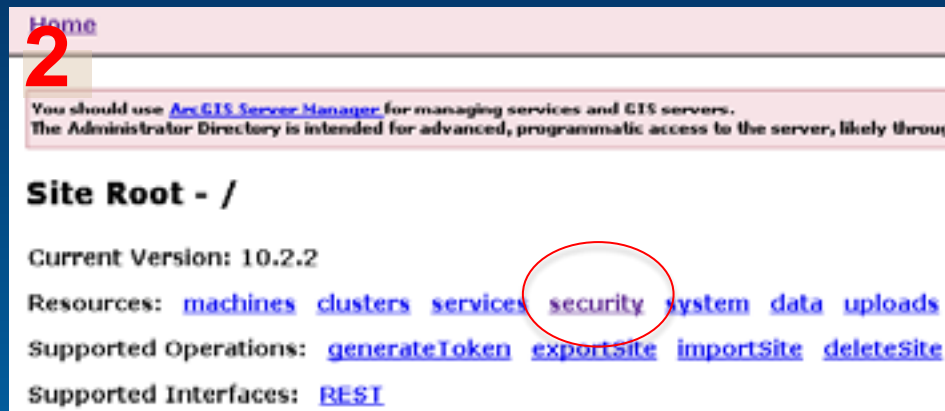 Home
2
You should use ArcGIS Server Manager for managing services and GIS servers.
The Administrator Directory is intended for advanced, programmatic access to the server, likely throug
Site Root - /
Current Version: 10.2.2
Resources: machines clusters services security system data uploads
Supported Operations: generateToken exportSite importSite deleteSite
Supported Interfaces: REST